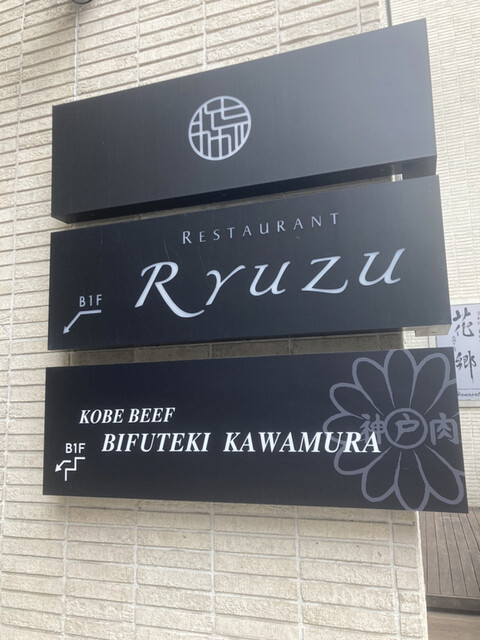 RESTAURANT
RYUZU
B1F
KOBE BEEF
B1F
BIFUTEKI KAWAMURA
神戸肉
花郷